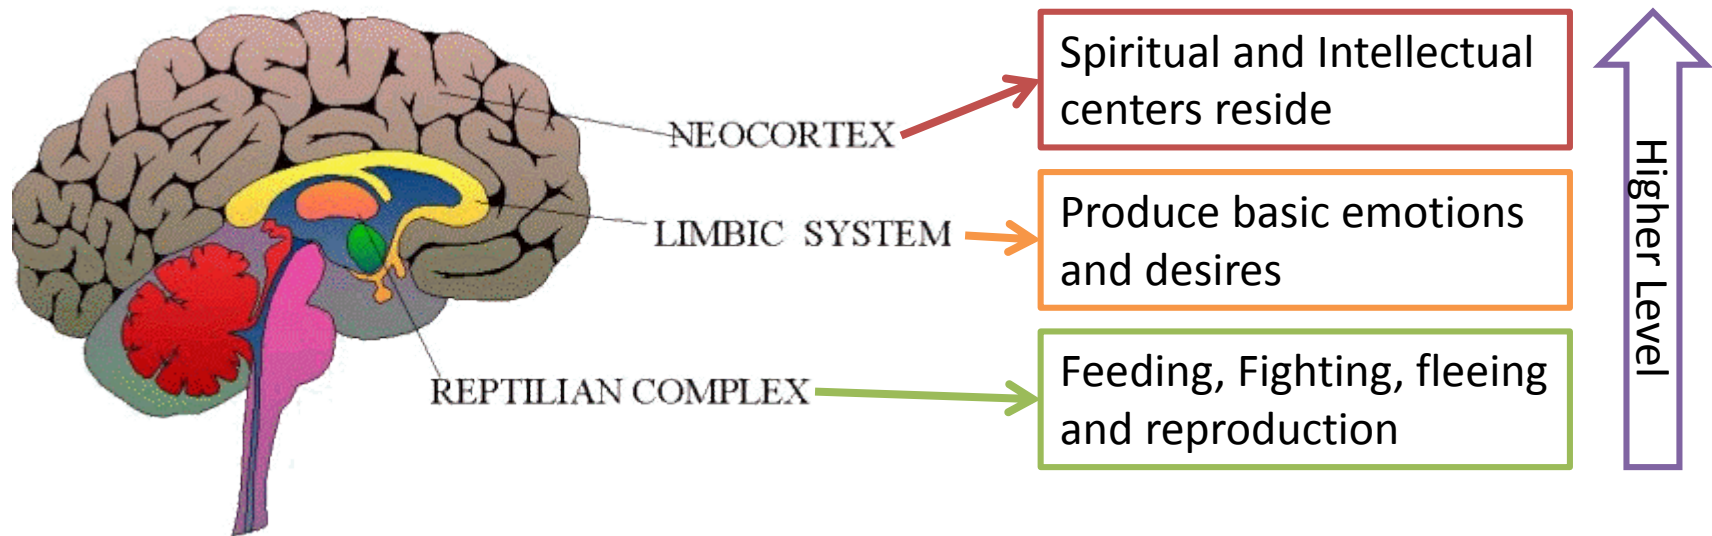 NEOCORTEX
Spiritual and Intellectual
centers reside
LIMBIC SYSTEM
Produce basic emotions
and desires
REPTILIAN COMPLEX
Feeding, Fighting, fleeing
and reproduction
Higher Level